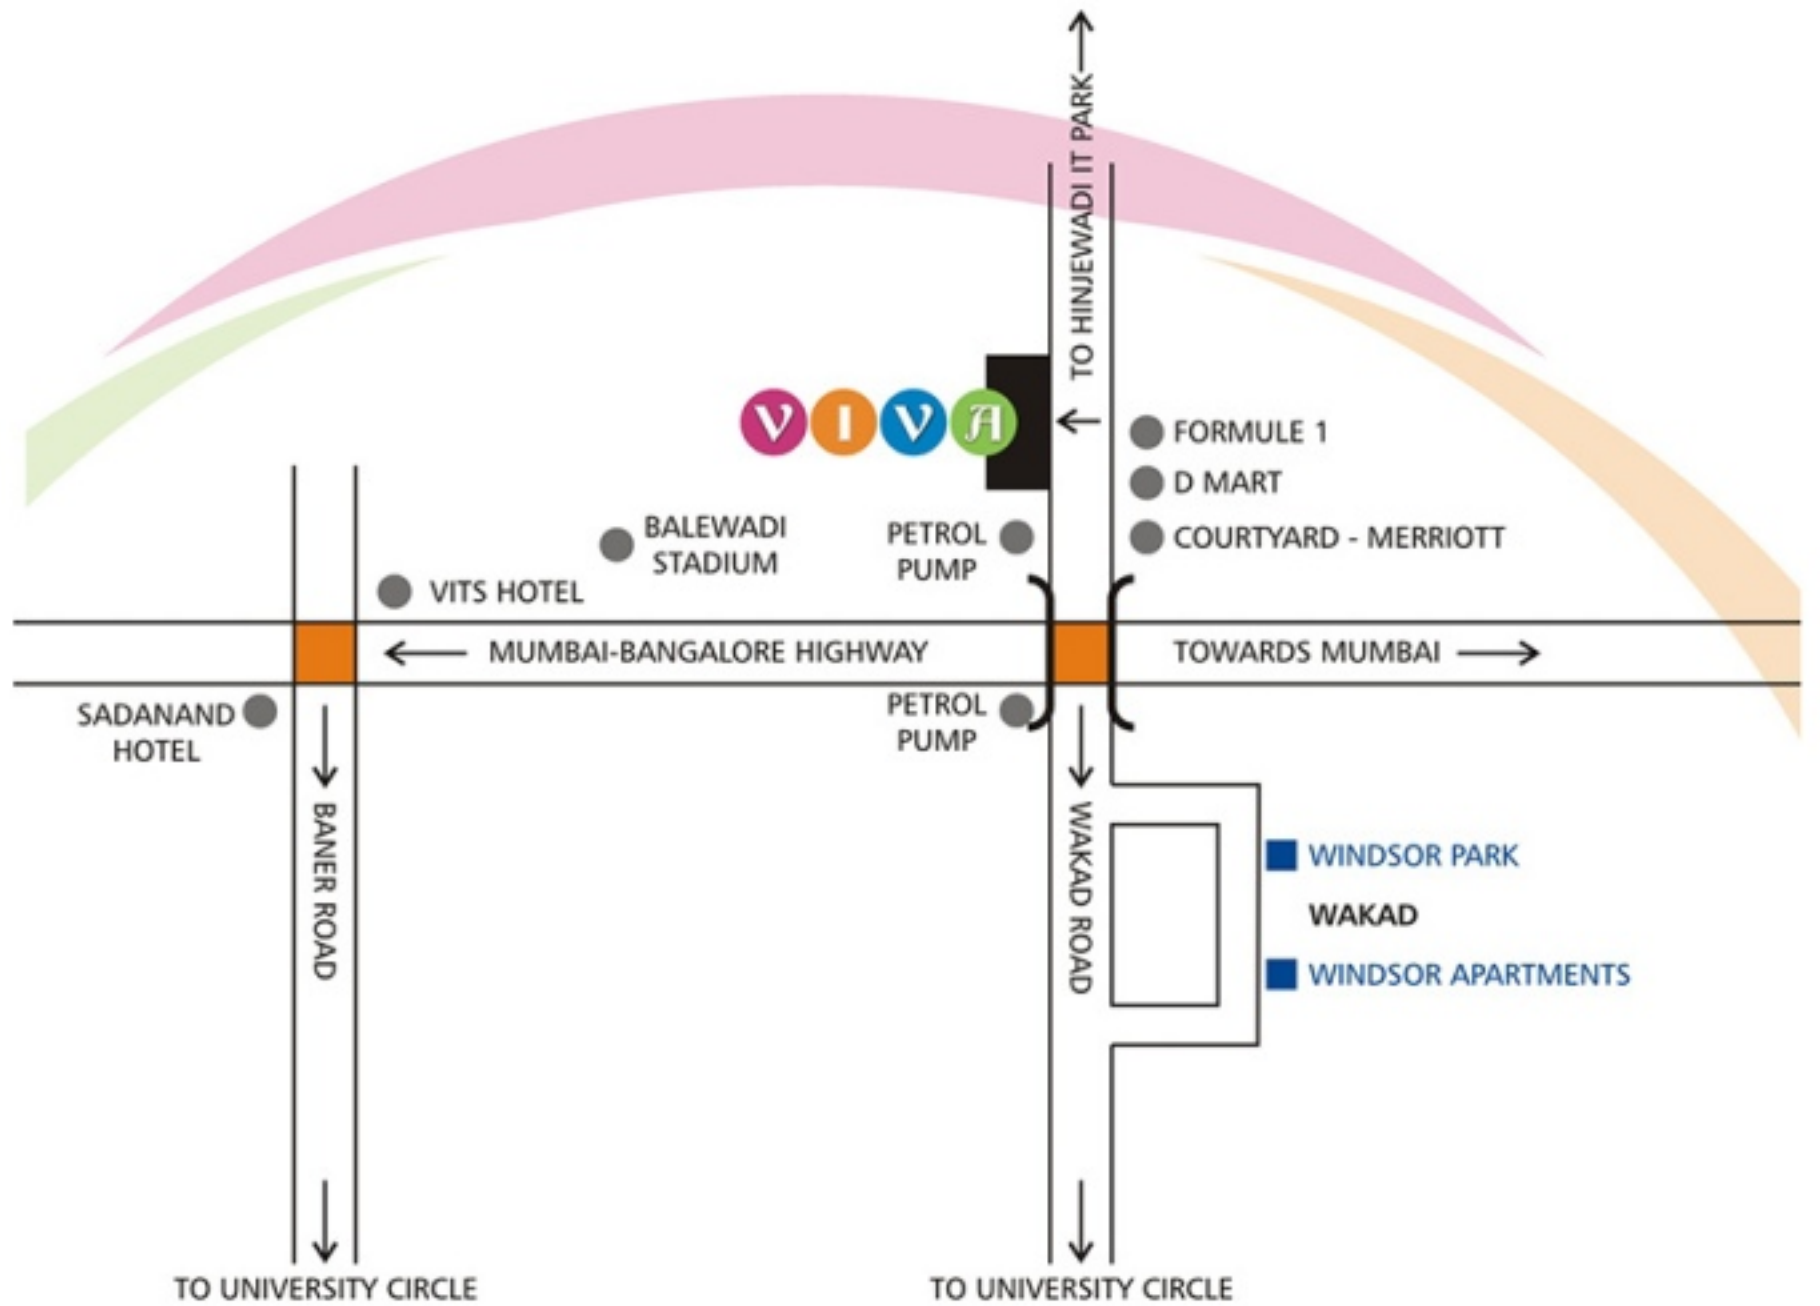 TO HINJEWADI IT PARK
VIVA
FORMULE 1
D MART
COURTYARD - MERRIOTT
BALEWADI
STADIUM
PETROL
PUMP
VITS HOTEL
MUMBAI-BANGALORE HIGHWAY
TOWARDS MUMBAI
SADANAND
HOTEL
PETROL
PUMP
BANER ROAD
WAKAD ROAD
WINDSOR PARK
WAKAD
WINDSOR APARTMENTS
TO UNIVERSITY CIRCLE
TO UNIVERSITY CIRCLE